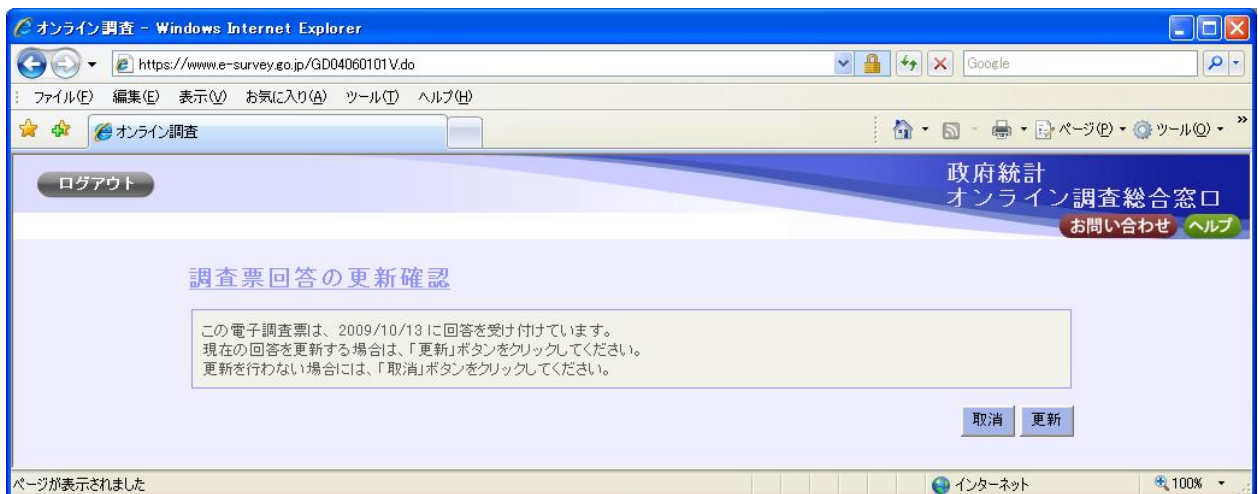 オンライン調査 - Windows Internet Explorer
https://www.e-survey.go.jp/GD04060101V.do
Google
ファイル(F) 編集(E) 表示(V) お気に入り(A) ツール(T) ヘルプ(H)
オンライン調査
ページ(P) ツール(O)
ログアウト
政府統計
オンライン調査総合窓口
お問い合わせ ヘルプ
調査票回答の更新確認
この電子調査票は、2009/10/13 に回答を受け付けています。
現在の回答を更新する場合は、「更新」ボタンをクリックしてください。
更新を行わない場合には、「取消」ボタンをクリックしてください。
取消 更新
ページが表示されました インターネット 100%